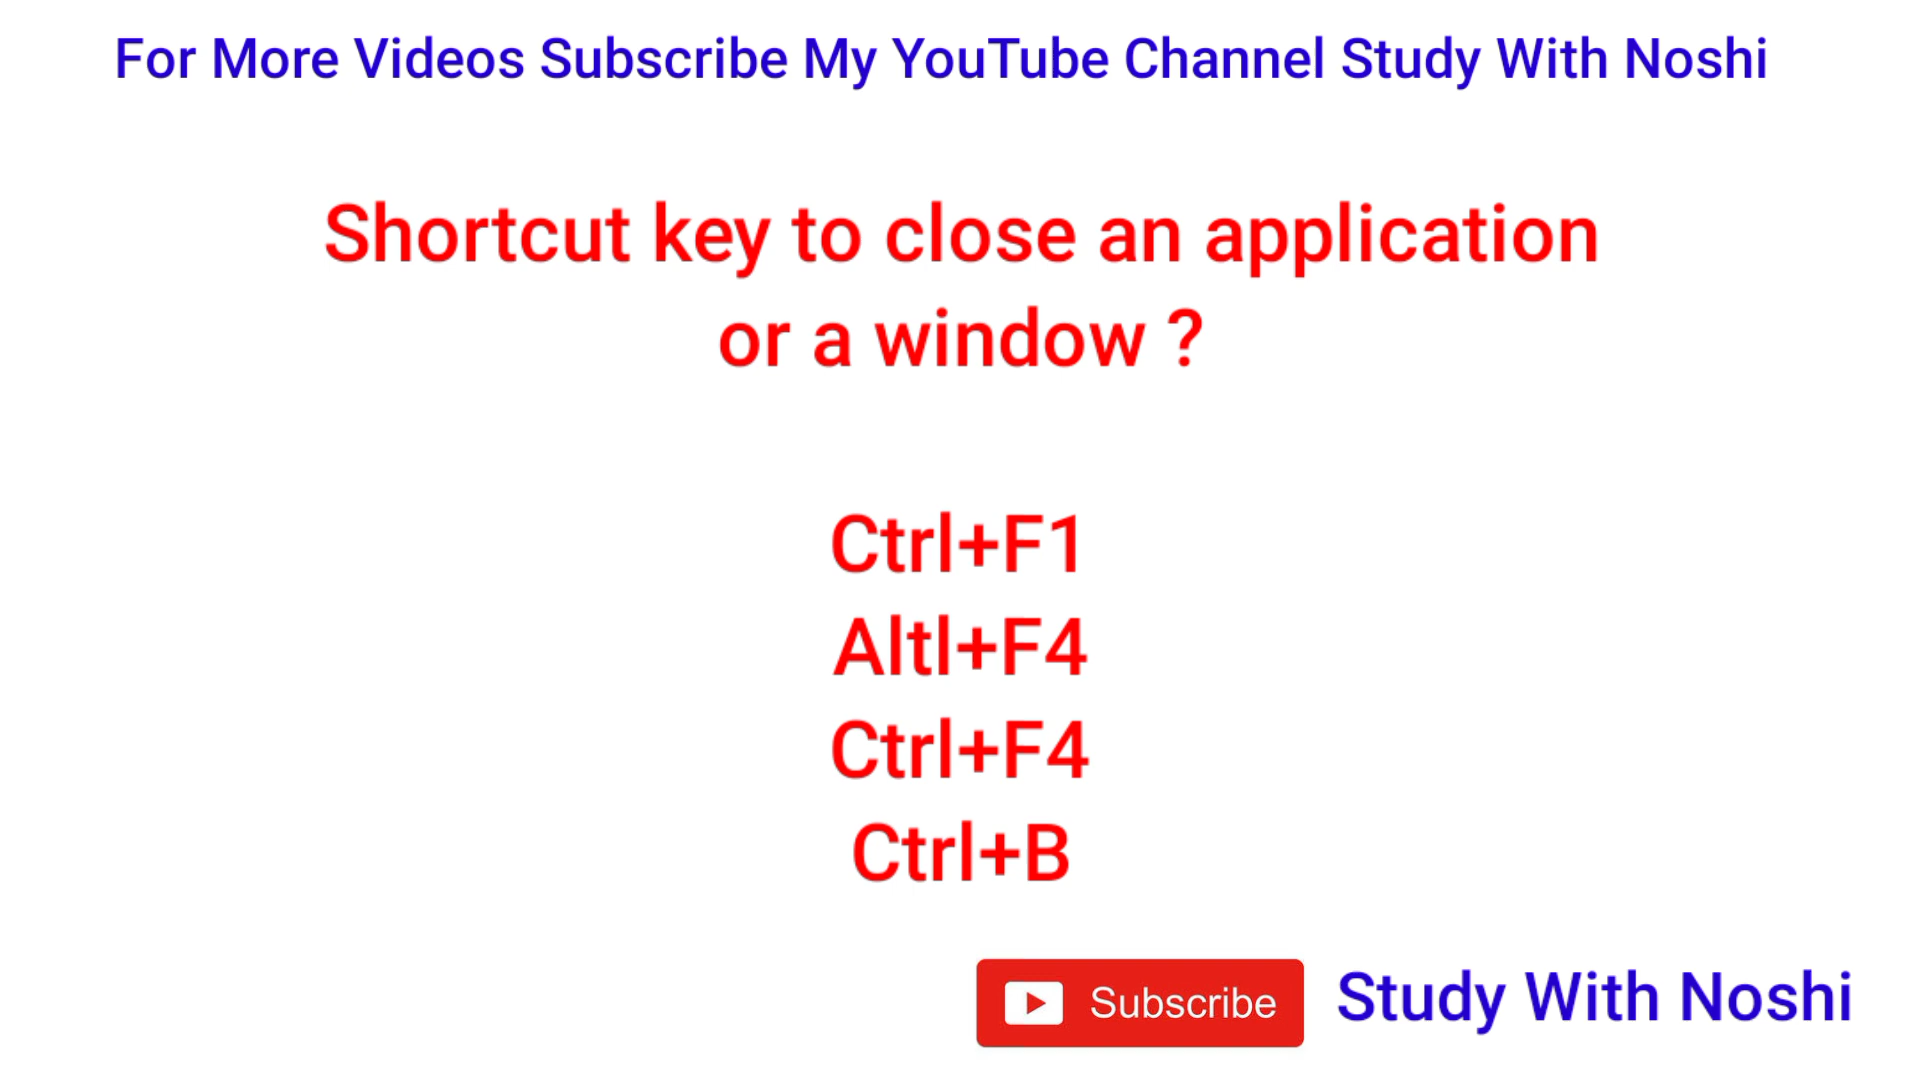 For More Videos Subscribe My YouTube Channel Study With Noshi
Shortcut key to close an application
or a window ?
Ctrl+F1
Altl+F4
Ctrl+F4
Ctrl+B
Subscribe
Study With Noshi